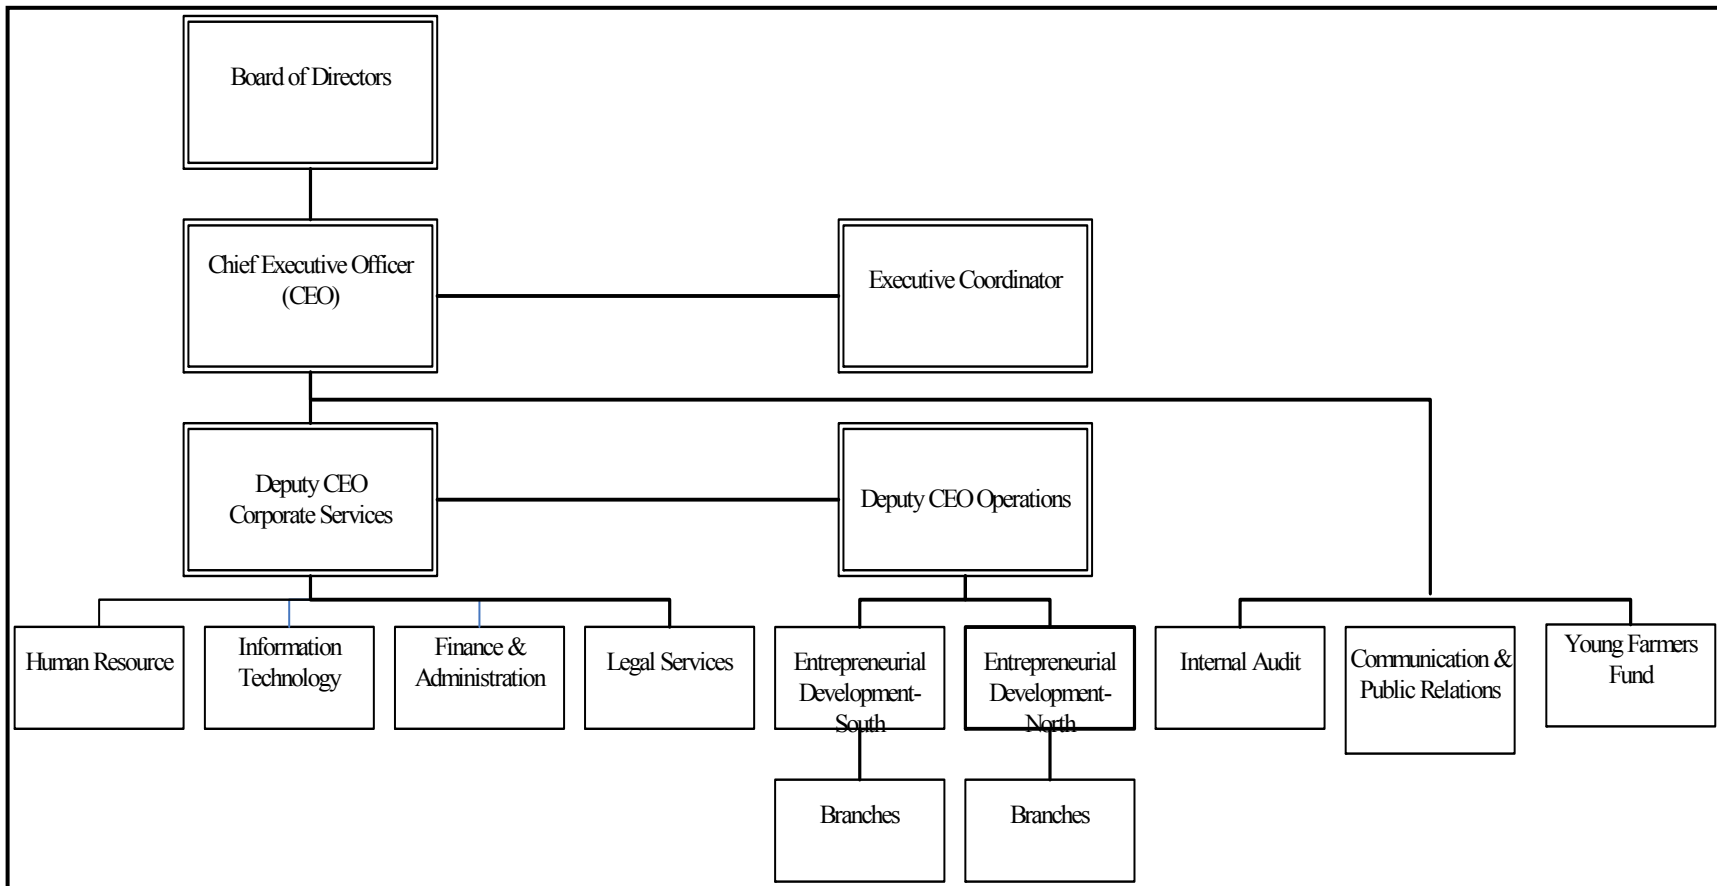 Board of Directors
Chief Executive Officer
(CEO)
Executive Coordinator
Deputy CEO
Corporate Services
Deputy CEO Operations
Human Resource
Information
Technology
Finance &
Administration
Legal Services
Entrepreneurial
Development-
South
Entrepreneurial
Development-
North
Internal Audit
Communication &
Public Relations
Young Farmers
Fund
Branches
Branches